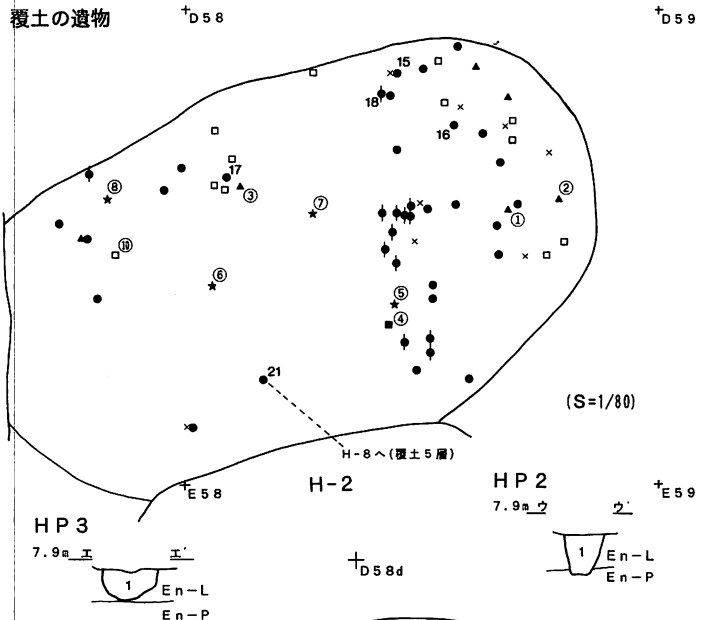 覆土の遺物
D58
D59
15
18
16
17
⑧
③
⑦
②
①
⑩
⑥
⑤
④
21
(S=1/80)
H-8へ(覆土5層)
E58
H-2
HP2
E59
7.9m ウ ウ'
HP3
7.9m エ エ'
D58d
1
En-L
En-P
1
En-L
En-P